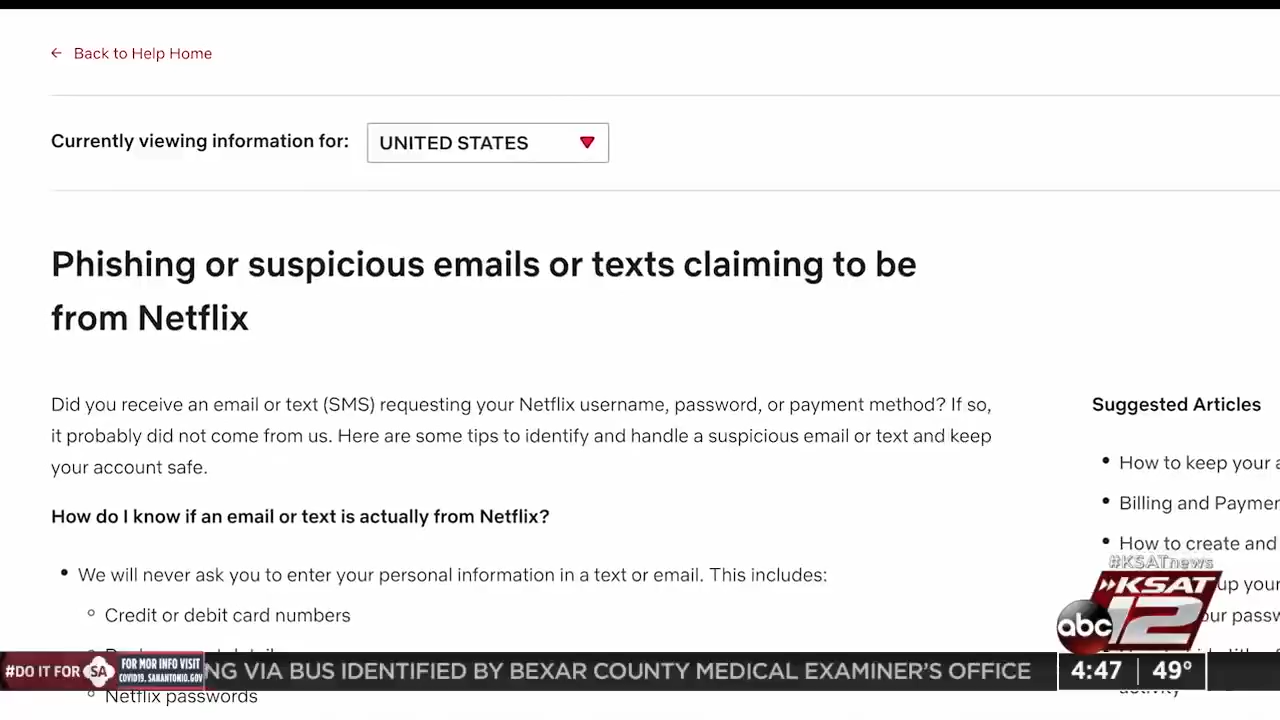 ← Back to Help Home
Currently viewing information for:
UNITED STATES
Phishing or suspicious emails or texts claiming to be
from Netflix
Did you receive an email or text (SMS) requesting your Netflix username, password, or payment method? If so,
it probably did not come from us. Here are some tips to identify and handle a suspicious email or text and keep
your account safe.
How do I know if an email or text is actually from Netflix?
• We will never ask you to enter your personal information in a text or email. This includes:
◦ Credit or debit card numbers
◦ Netflix passwords
Suggested Articles
• How to keep your
• Billing and
• How to create and
up your
#KSATnews
KSAT
12
abc
#DO IT FOR SA
FOR MOR INFO VISIT
COVID19.SANANTONIO.GOV
NG VIA BUS IDENTIFIED BY BEXAR COUNTY MEDICAL EXAMINER'S OFFICE
4:47
49°